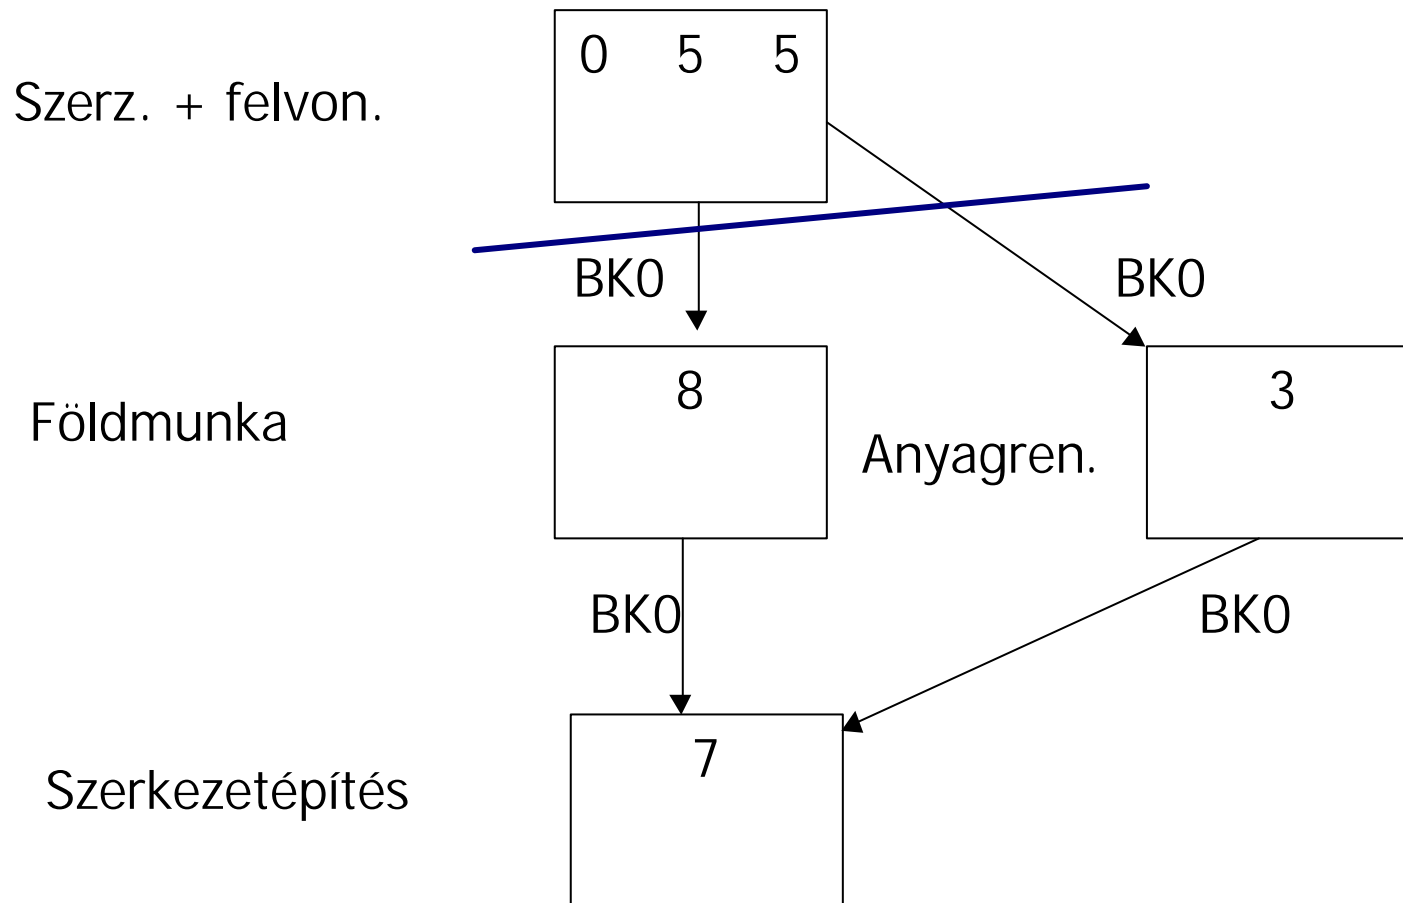 0 5 5
Szerz. + felvon.
BK0
BK0
8
3
Földmunka
Anyagren.
BK0
BK0
7
Szerkezetépítés